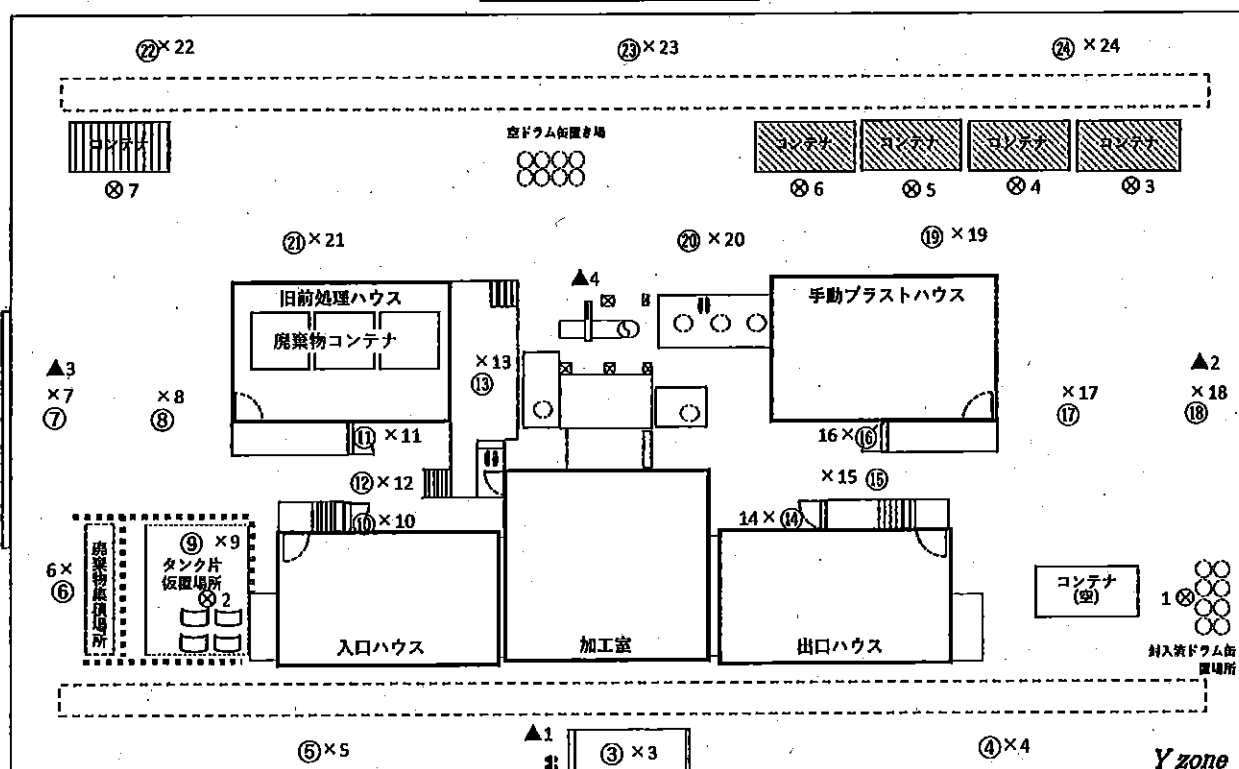 ㉒×22
㉓×23
㉔×24
コンテナ
空ドラム缶置き場
コンテナ
コンテナ
コンテナ
コンテナ
⊗7
⊗6
⊗5
⊗4
⊗3
㉑×21
⑳×20
⑲×19
▲4
旧前処理ハウス
廃棄物コンテナ
手動ブラストハウス
×13
⑬
▲3
×7
⑦
×8
⑧
▲2
×17
⑰
×18
⑱
⑪×11
16×⑯
⑫×12
×15⑮
⑩×10
14×⑭
6×
⑥
廃棄物集積場所
⑨×9
タンク片
仮置場所
⊗2
入口ハウス
加工室
出口ハウス
コンテナ
(空)
1⊗
封入済ドラム缶
置場所
⑤×5
▲1
③×3
④×4
Y zone